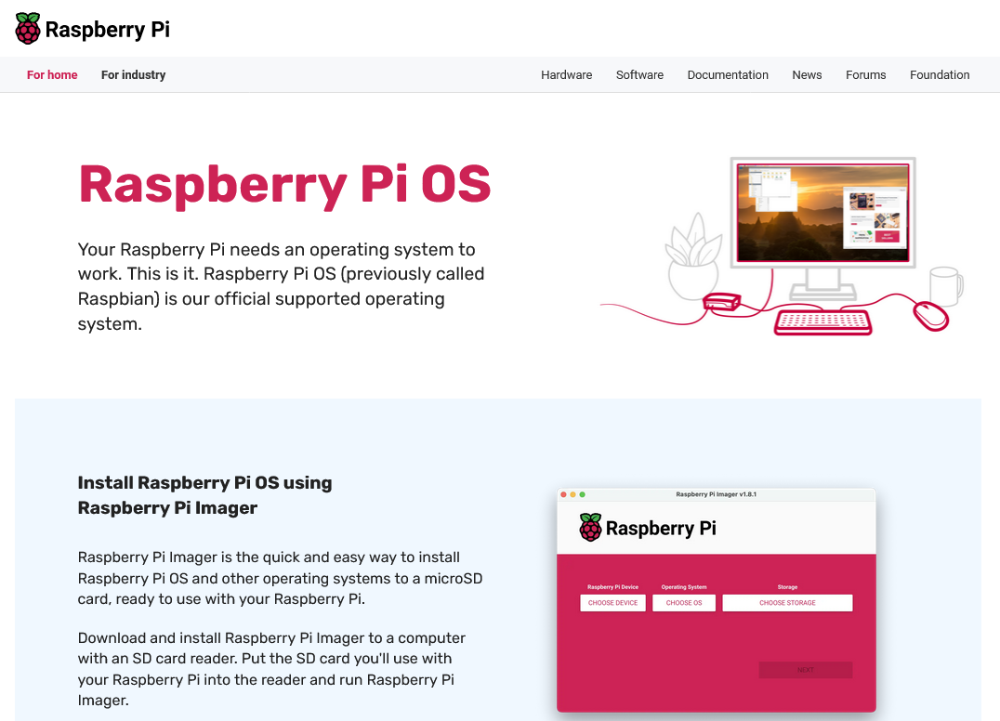 Raspberry Pi
For home
For industry
Hardware
Software
Documentation
News
Forums
Foundation
Raspberry Pi OS
Your Raspberry Pi needs an operating system to
work. This is it. Raspberry Pi OS (previously called
Raspbian) is our official supported operating
system.
Install Raspberry Pi OS using
Raspberry Pi Imager
Raspberry Pi Imager is the quick and easy way to install
Raspberry Pi OS and other operating systems to a microSD
card, ready to use with your Raspberry Pi.
Download and install Raspberry Pi Imager to a computer
with an SD card reader. Put the SD card you'll use with
your Raspberry Pi into the reader and run Raspberry Pi
Imager.
Raspberry Pi Imager v1.8.1
Raspberry Pi
Raspberry Pi Device
Operating System
Storage
CHOOSE DEVICE
CHOOSE OS
CHOOSE STORAGE
NEXT